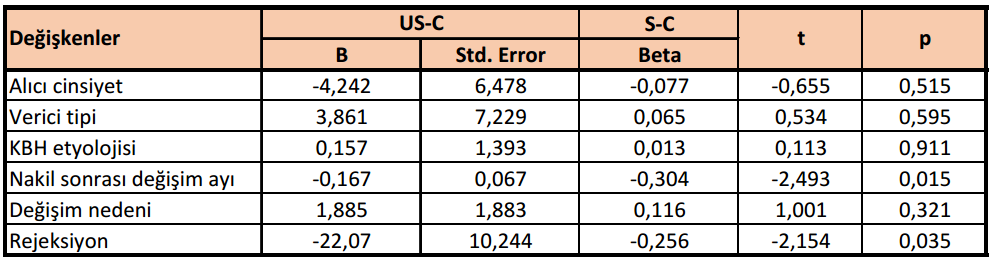 Değişkenler US-C S-C t p
B Std. Error Beta
Alıcı cinsiyet -4,242 6,478 -0,077 -0,655 0,515
Verici tipi 3,861 7,229 0,065 0,534 0,595
KBH etyolojisi 0,157 1,393 0,013 0,113 0,911
Nakil sonrası değişim ayı -0,167 0,067 -0,304 -2,493 0,015
Değişim nedeni 1,885 1,883 0,116 1,001 0,321
Rejeksiyon -22,07 10,244 -0,256 -2,154 0,035